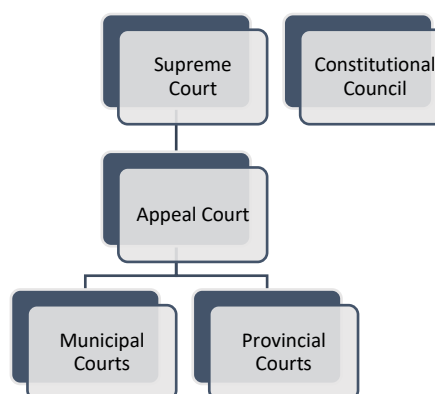 Supreme
Court
Constitutional
Council
Appeal Court
Municipal
Courts
Provincial
Courts